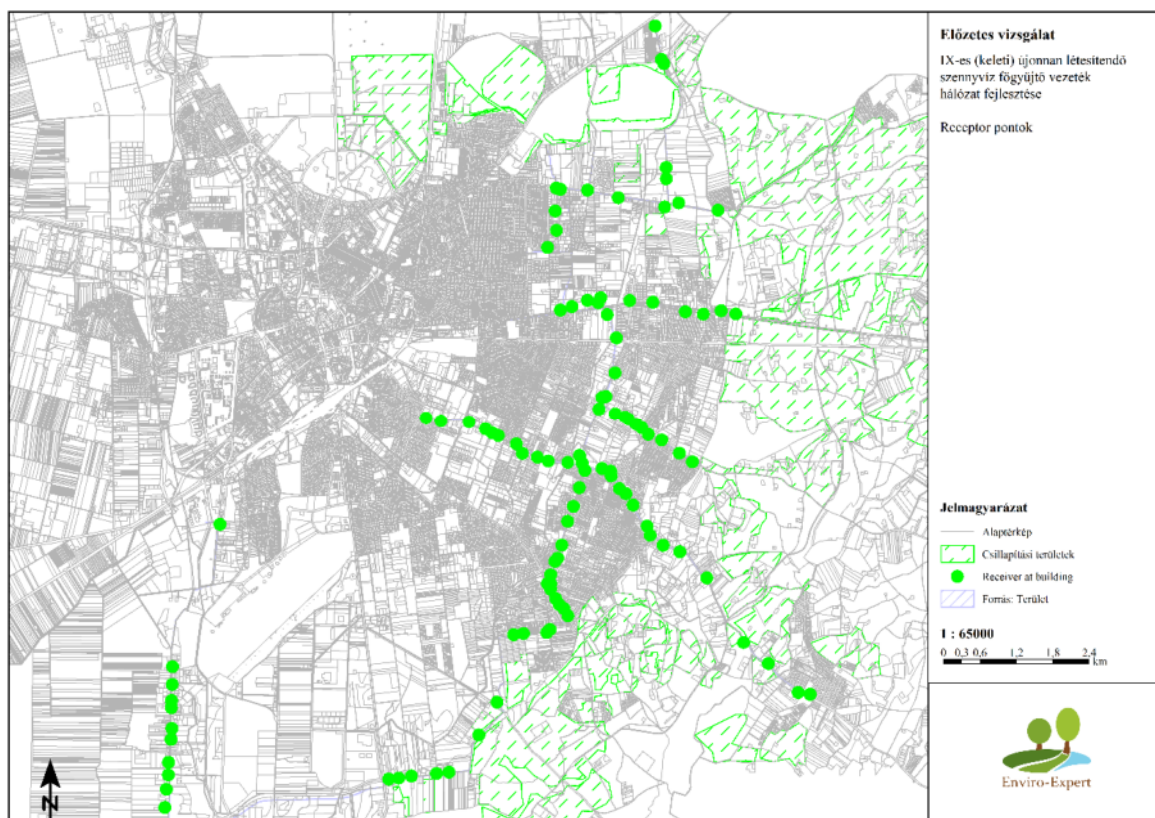 Előzetes vizsgálat
IX-es (keleti) újonnan létesítendő
szennyvíz főgyűjtő vezeték
hálózat fejlesztése
Receptor pontok
Jelmagyarázat
Alaptérkép
Csillapítási területek
Receiver at building
Forrás: Terület
1 : 65000
0 0,3 0,6 1,2 1,8 2,4
km
N
Enviro-Expert